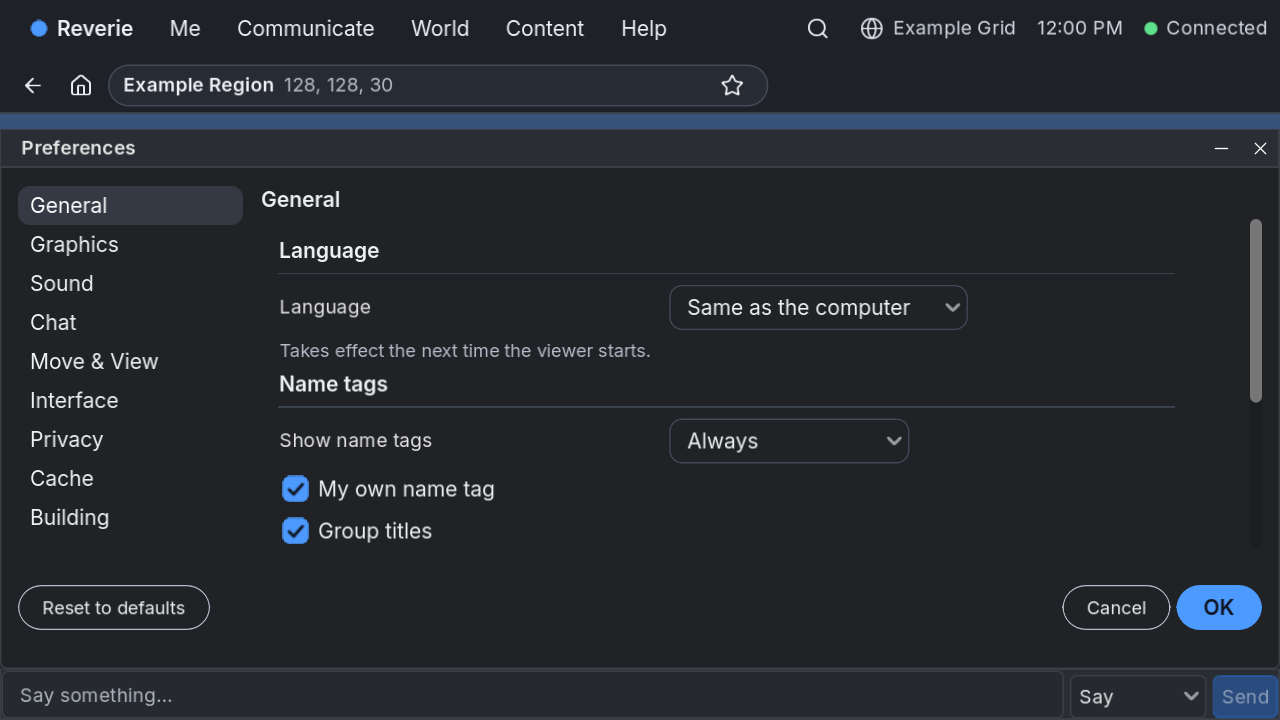 Reverie Me Communicate World Content Help Example Grid 12:00 PM Connected
Example Region 128, 128, 30
Preferences
General
Graphics
Sound
Chat
Move & View
Interface
Privacy
Cache
Building
General
Language
Language Same as the computer
Takes effect the next time the viewer starts.
Name tags
Show name tags Always
My own name tag
Group titles
Reset to defaults Cancel OK
Say something... Say Send